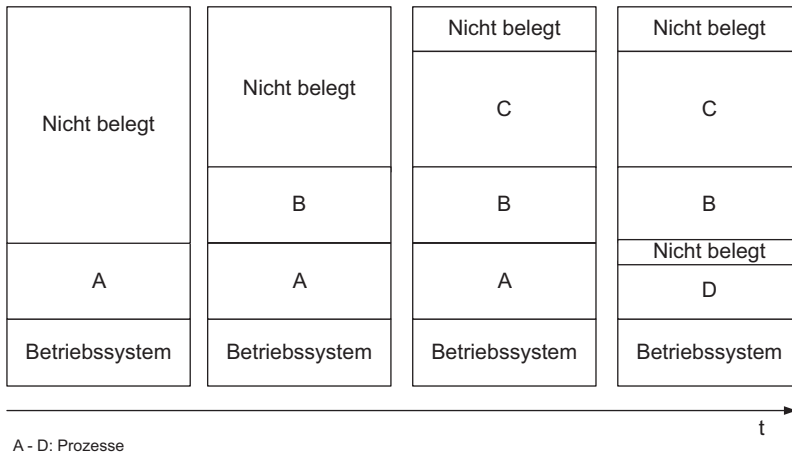 Nicht belegt
A
Betriebssystem
Nicht belegt
B
A
Betriebssystem
Nicht belegt
C
B
A
Betriebssystem
Nicht belegt
C
B
Nicht belegt
D
Betriebssystem
t
A - D: Prozesse